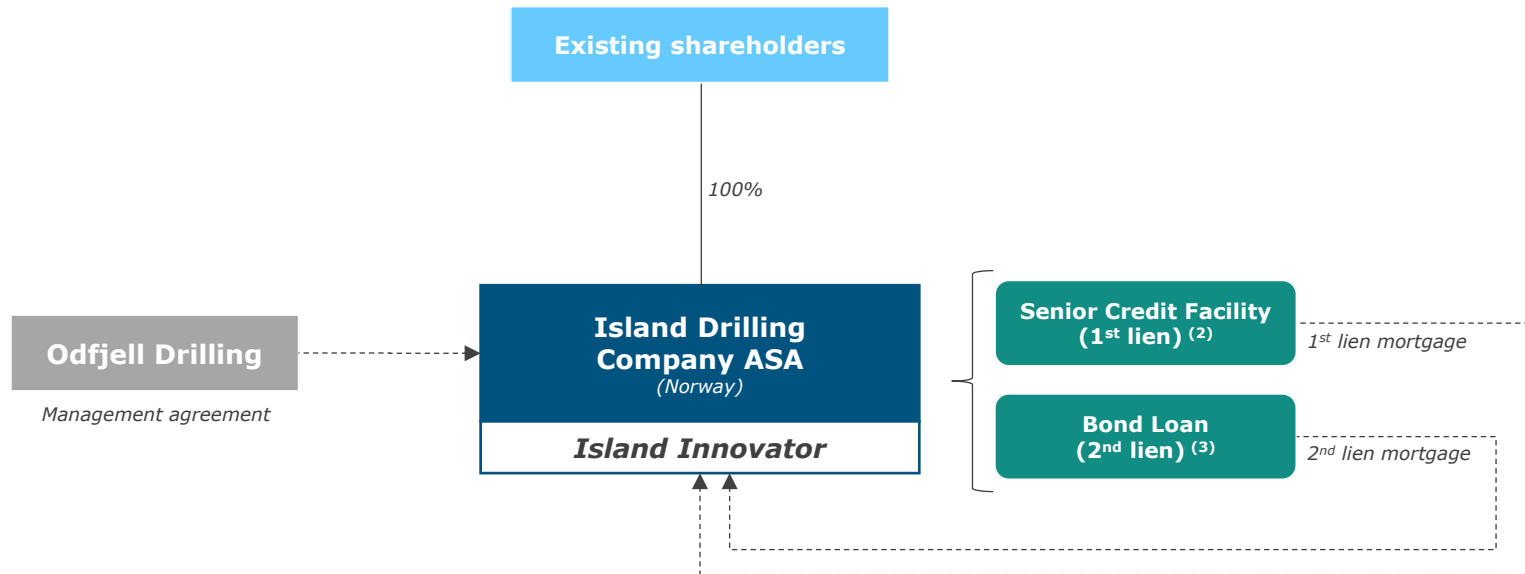 Existing shareholders
100%
Odfjell Drilling
Management agreement
Island Drilling
Company ASA
(Norway)
Island Innovator
Senior Credit Facility
(1st lien) (2)
1st lien mortgage
Bond Loan
(2nd lien) (3)
2nd lien mortgage